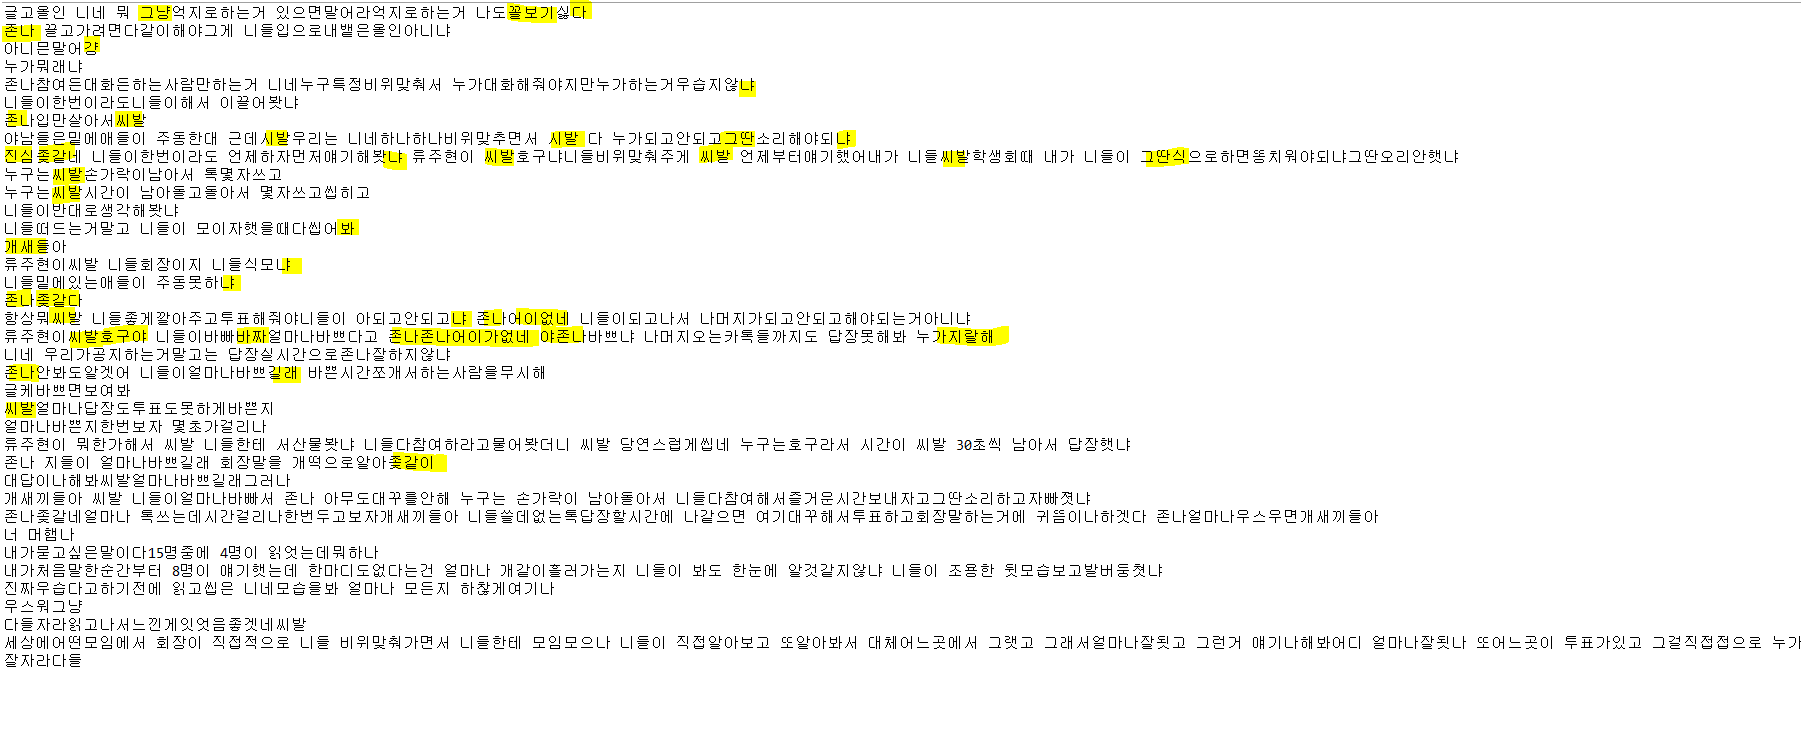 글고올인 니네 뭐 그냥억지로하는거 있으면말어라억지로하는거 나도꼴보기싫다
존나 끌고가려면다같이해야그게 니들입으로내뱉은올인아니냐
아니믄말어걍
누가뭐래냐
존나참여든대화든하는사람만하는거 니네누구특정비위맞춰서 누가대화해줘야지만누가하는거우습지않냐
니들이한번이라도니들이해서 이끌어봣냐
존나입만살아서씨발
야남들은밑에애들이 주동한대 근데시발우리는 니네하나하나비위맞추면서 시발 다 누가되고안되고그딴소리해야되냐
진심좆같네 니들이한번이라도 언제하자먼저얘기해봣냐 류주현이 씨발호구냐니들비위맞춰주게 씨발 언제부터얘기했어내가 니들씨발학생회때 내가 니들이 그딴식으로하면똥치워야되냐그딴오리안햇냐
누구는씨발손가락이남아서 톡몇자쓰고
누구는씨발시간이 남아돌고돌아서 몇자쓰고씹히고
니들이반대로생각해봣냐
니들떠드는거말고 니들이 모이자햇을때다씹어봐
개새들아
류주현이씨발 니들회장이지 니들식모냐
니들밑에있는애들이 주동못하냐
존나좆같다
항상뭐씨발 니들좋게깔아주고투표해줘야니들이 아되고안되고냐 존나어이없네 니들이되고나서 나머지가되고안되고해야되는거아니냐
류주현이씨발호구야 니들이바빠바짜얼마나바쁘다고 존나존나어이가없네 야존나바쁘냐 나머지오는카톡들까지도 답장못해봐 누가지랄해
니네 우리가공지하는거말고는 답장실시간으로존나잘하지않냐
존나안봐도알겟어 니들이얼마나바쁘길래 바쁜시간쪼개서하는사람을무시해
글케바쁘면보여봐
씨발얼마나답장도투표도못하게바쁜지
얼마나바쁜지한번보자 몇초가걸리나
류주현이 뭐한가해서 씨발 니들한테 서산물봣냐 니들다참여하라고물어봣더니 씨발 당연스럽게씹네 누구는호구라서 시간이 씨발 30초씩 남아서 답장햇냐
존나 지들이 얼마나바쁘길래 회장말을 개떡으로알아좆같이
대답이나해봐씨발얼마나바쁘길래그러나
개새끼들아 씨발 니들이얼마나바빠서 존나 아무도대꾸를안해 누구는 손가락이 남아돌아서 니들다참여해서즐거운시간보내자고그딴소리하고자빠졋냐
존나좆같네얼마나 톡쓰는데시간걸리나한번두고보자개새끼들아 니들쓸데없는톡답장할시간에 나같으면 여기대꾸해서투표하고회장말하는거에 귀뜸이나하겟다 존나얼마나우스우면개새끼들아
너 머햄나
내가묻고싶은말이다15명중에 4명이 읽엇는데뭐하나
내가처음말한순간부터 8명이 얘기햇는데 한마디도없다는건 얼마나 개같이흘러가는지 니들이 봐도 한눈에 알것같지않냐 니들이 조용한 뒷모습보고발버둥쳣냐
진짜우습다고하기전에 읽고씹은 니네모습을봐 얼마나 모든지 하찮게여기나
우스워그냥
다들자라읽고나서느낀게잇엇음좋겟네씨발
세상에어떤모임에서 회장이 직접적으로 니들 비위맞춰가면서 니들한테 모임모으나 니들이 직접알아보고 또알아봐서 대체어느곳에서 그랫고 그래서얼마나잘됫고 그런거 얘기나해봐어디 얼마나잘됫나 또어느곳이 투표가있고 그걸직접접으로 누가
잘자라다들